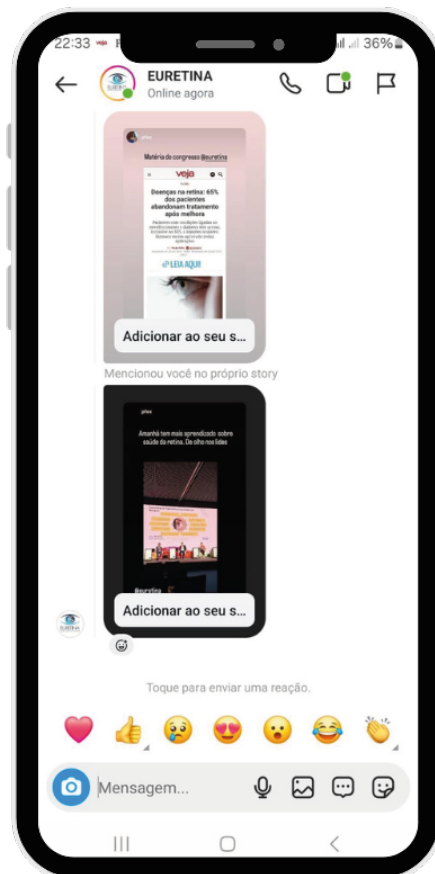 22:33
36%
EURETINA
Online agora
Matéria do congresso @euretina
veja
Doenças na retina: 65%
dos pacientes
abandonam tratamento
após melhora
LEIA AQUI!
Adicionar ao seu s...
Mencionou você no próprio story
Amanhã tem mais aprendizado sobre
saúde da retina. De olho nos lides
@euretina
Adicionar ao seu s...
Toque para enviar uma reação.
Mensagem...